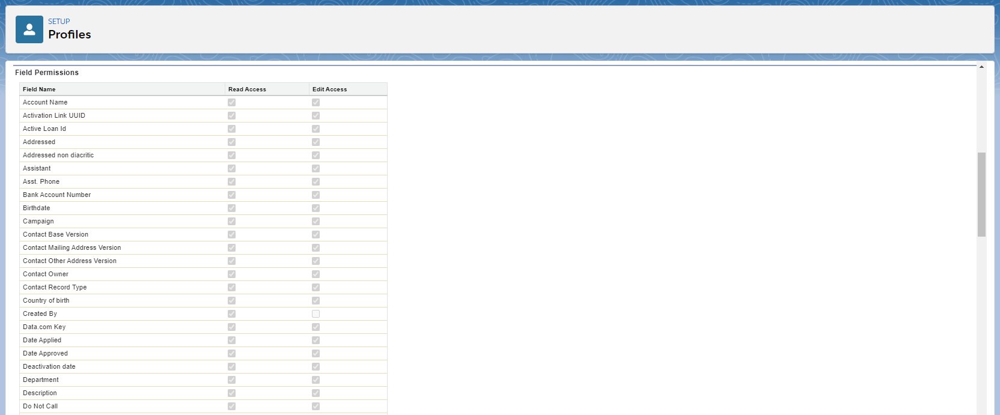 SETUP
Profiles
Field Permissions
Field Name Read Access Edit Access
Account Name
Activation Link UUID
Active Loan Id
Addressed
Addressed non diacritic
Assistant
Asst. Phone
Bank Account Number
Birthdate
Campaign
Contact Base Version
Contact Mailing Address Version
Contact Other Address Version
Contact Owner
Contact Record Type
Country of birth
Created By
Data.com Key
Date Applied
Date Approved
Deactivation date
Department
Description
Do Not Call